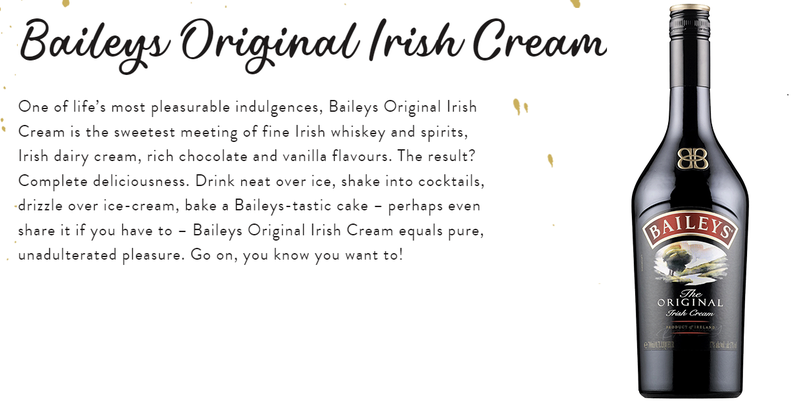 Baileys Original Irish Cream
One of life's most pleasurable indulgences, Baileys Original Irish
Cream is the sweetest meeting of fine Irish whiskey and spirits,
Irish dairy cream, rich chocolate and vanilla flavours. The result?
Complete deliciousness. Drink neat over ice, shake into cocktails,
drizzle over ice-cream, bake a Baileys-tastic cake – perhaps even
share it if you have to – Baileys Original Irish Cream equals pure,
unadulterated pleasure. Go on, you know you want to!
BAILEYS
The
ORIGINAL
Irish Cream
PRODUCT of IRELAND